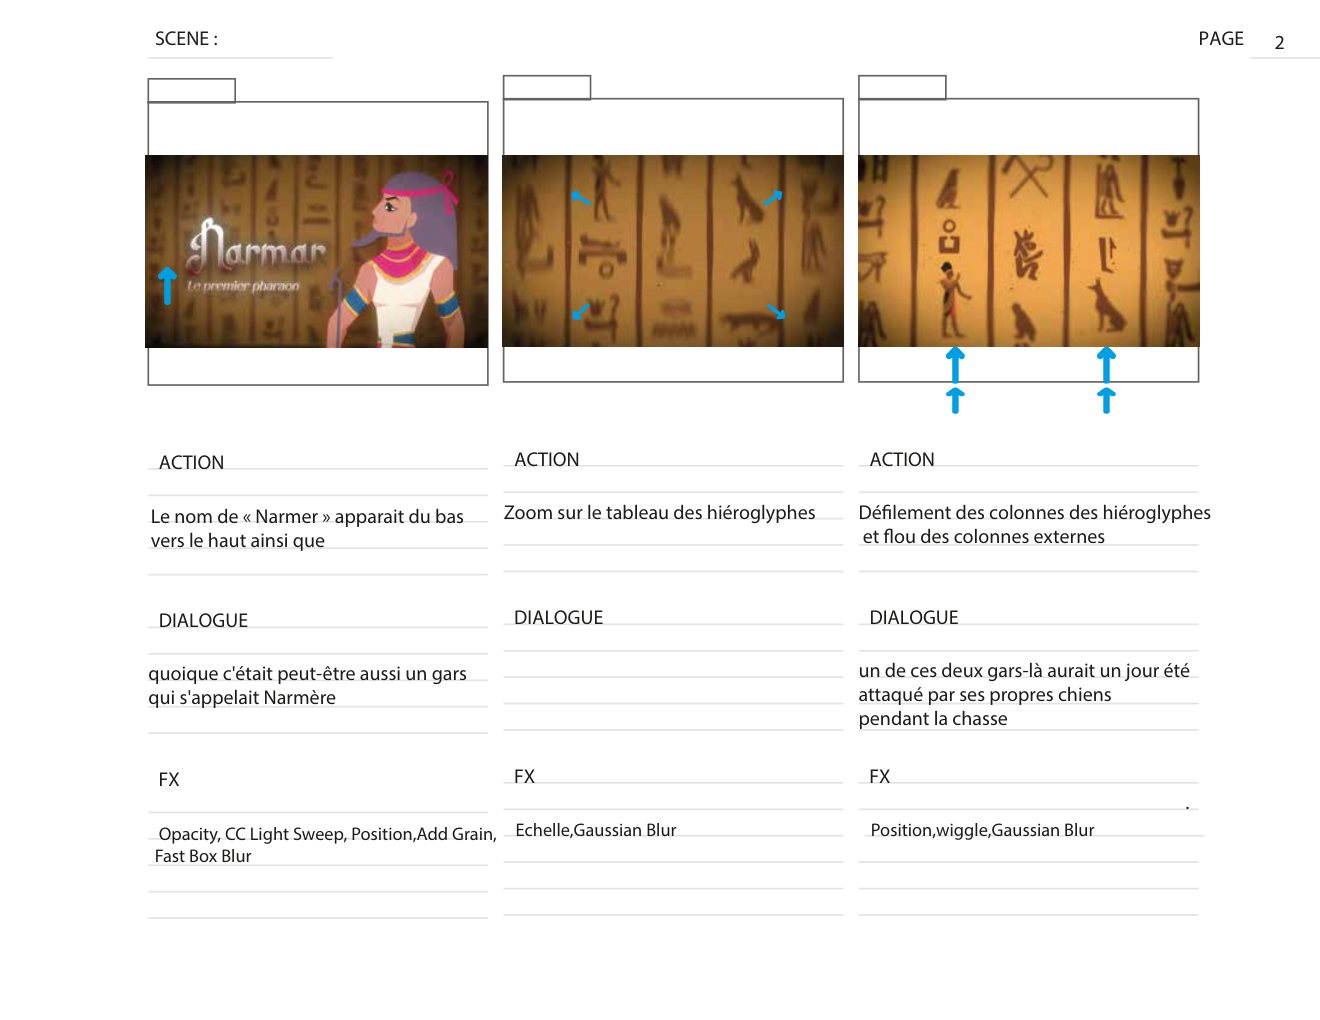 SCENE :
PAGE 2
Narmar
Le premier pharaon
ACTION
Le nom de « Narmer » apparait du bas
vers le haut ainsi que
DIALOGUE
quoique c'était peut-être aussi un gars
qui s'appelait Narmère
FX
Opacity, CC Light Sweep, Position,Add Grain,
Fast Box Blur
ACTION
Zoom sur le tableau des hiéroglyphes
DIALOGUE
FX
Echelle,Gaussian Blur
ACTION
Défilement des colonnes des hiéroglyphes
et flou des colonnes externes
DIALOGUE
un de ces deux gars-là aurait un jour été
attaqué par ses propres chiens
pendant la chasse
FX
.
Position,wiggle,Gaussian Blur